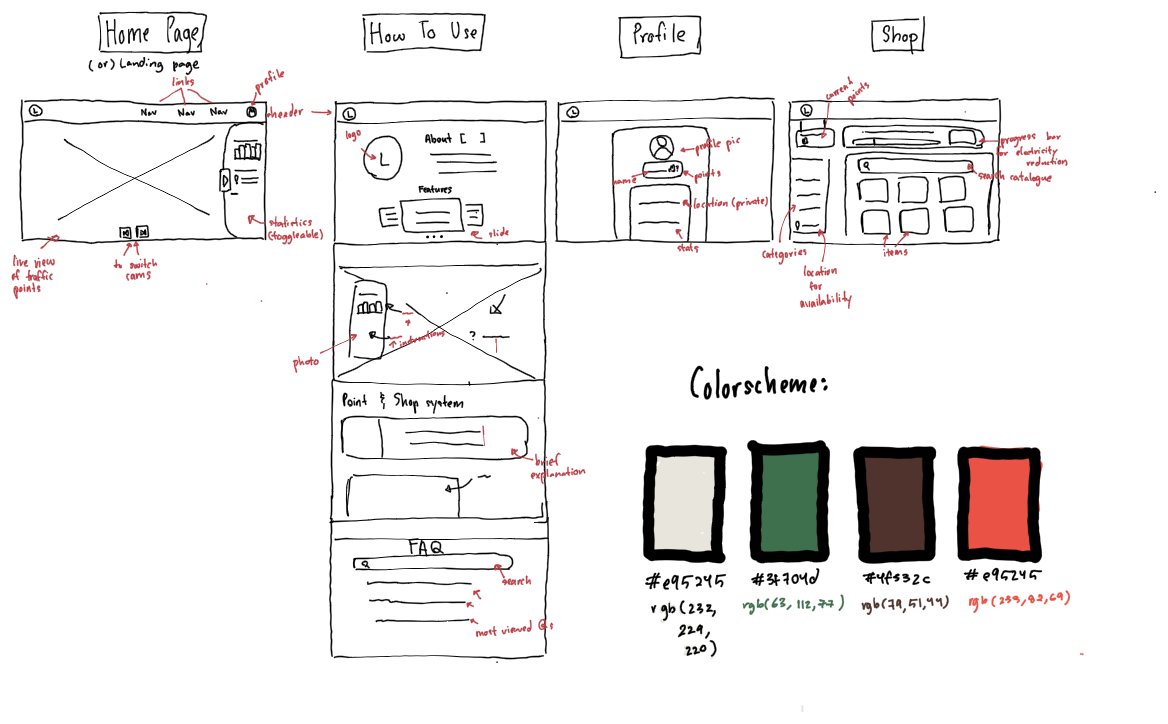 Home Page
(or) Landing page
links
profile
L
Nav
Nav
Nav
header
statistics
(toggleable)
live view
of traffic
points
to switch
cams
How To Use
L
logo
L
About [ ]
Features
slide
?
instructions
photo
Point & Shop system
brief
explanation
FAQ
search
most viewed Qs
Profile
L
profile pic
name
points
location (private)
stats
Shop
L
current
points
progress bar
for electricity
reduction
search catalogue
categories
location
for
availability
items
Colorscheme:
#e95245
rgb(232,
229,
220)
#3f704d
rgb(63, 112, 77)
#4f332c
rgb(79, 51, 44)
#e95245
rgb(233, 82, 69)